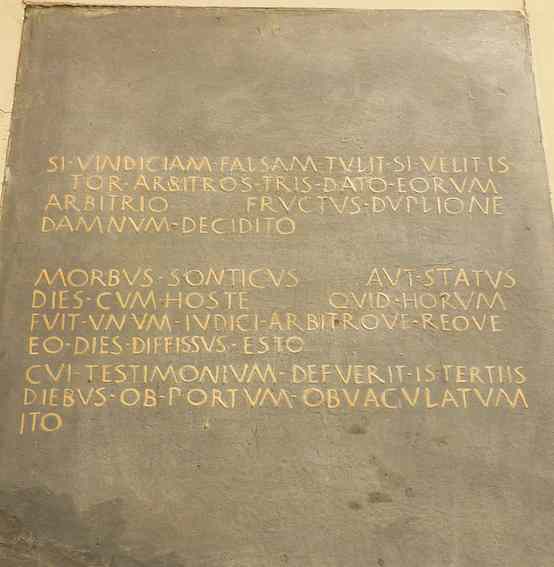 SI·VINDICIAM·FALSAM·TULIT·SI·VELIT·IS
TOR·ARBITROS·TRIS·DATO·EORVM
ARBITRIO FRVCTVS·DVPLIONE
DAMNVM·DECIDITO
MORBVS·SONTICVS AVT·STATVS
DIES·CVM·HOSTE QVID·HORVM
FVIT·VNVM·IVDICI·ARBITROVE·REOVE
EO·DIES·DIFFISSVS·ESTO
CVI·TESTIMONIVM·DEFVERIT·IS·TERTIIS
DIEBVS·OB·PORTVM·OBVACVLATVM
ITO